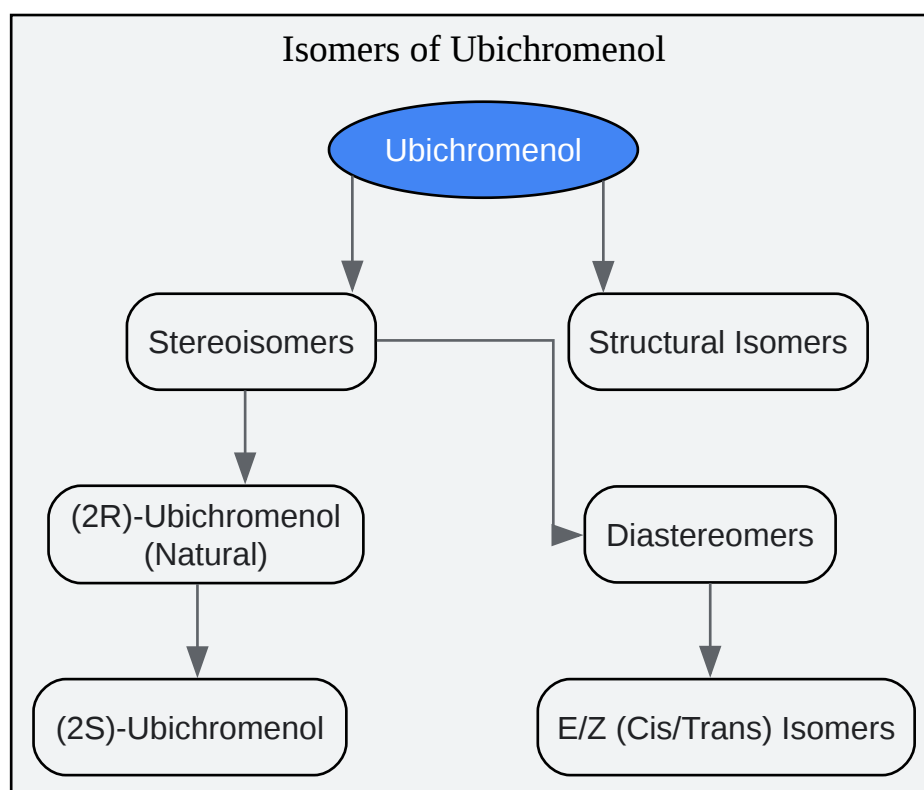 Isomers of Ubichromenol
Ubichromenol
Stereoisomers
Structural Isomers
(2R)-Ubichromenol
(Natural)
Diastereomers
(2S)-Ubichromenol
E/Z (Cis/Trans) Isomers